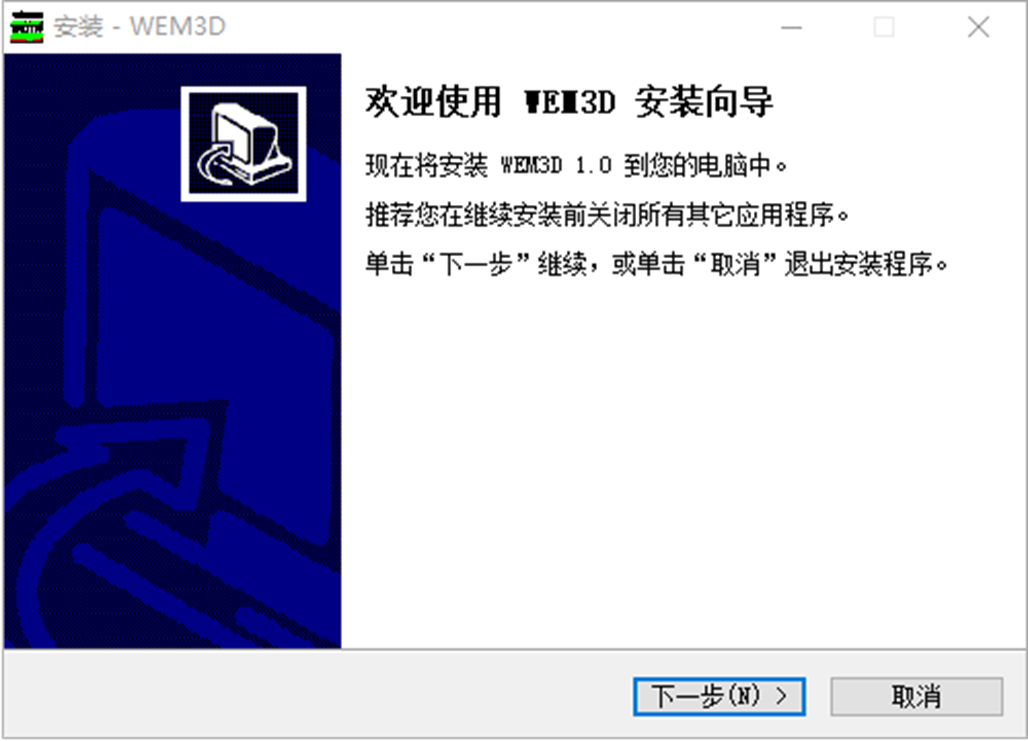 安装 - WEM3D
欢迎使用 WEM3D 安装向导
现在将安装 WEM3D 1.0 到您的电脑中。
推荐您在继续安装前关闭所有其它应用程序。
单击“下一步”继续，或单击“取消”退出安装程序。
下一步(N) >
取消